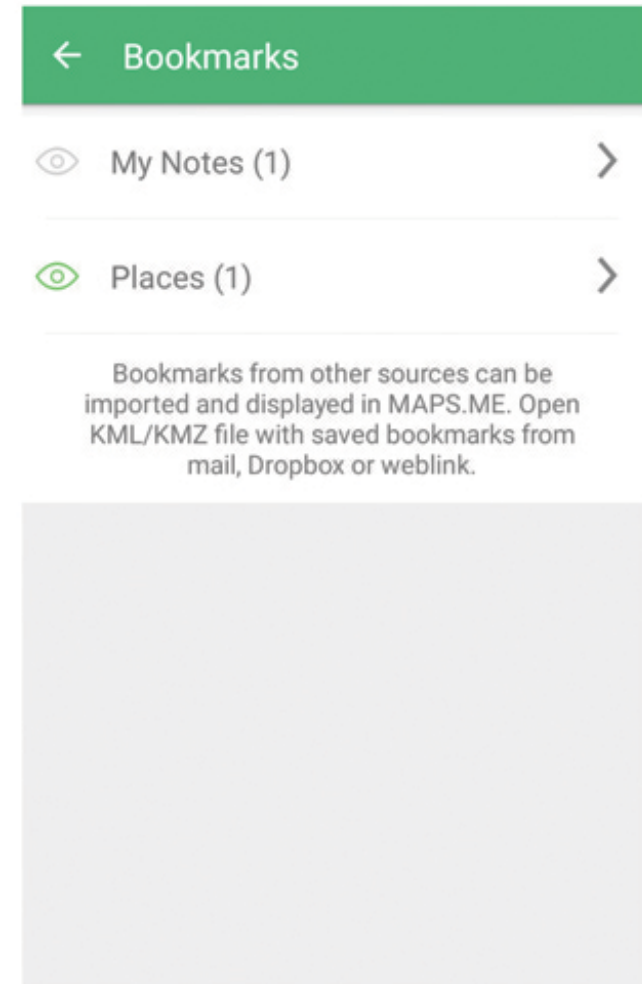 Bookmarks
My Notes (1)
Places (1)
Bookmarks from other sources can be
imported and displayed in MAPS.ME. Open
KML/KMZ file with saved bookmarks from
mail, Dropbox or weblink.